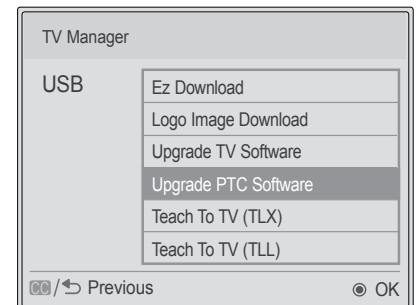 TV Manager
USB
Ez Download
Logo Image Download
Upgrade TV Software
Upgrade PTC Software
Teach To TV (TLX)
Teach To TV (TLL)
CC / Previous
OK